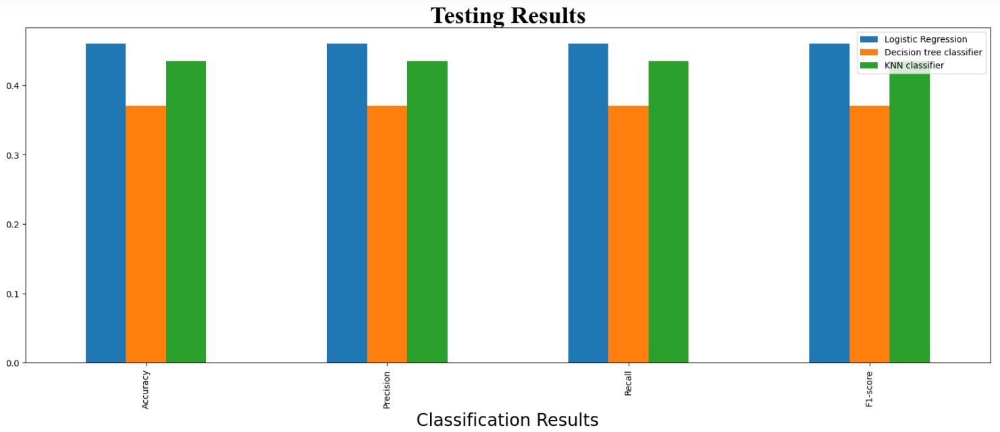 Testing Results
Logistic Regression
Decision tree classifier
KNN classifier
0.4
0.3
0.2
0.1
0.0
Accuracy
Precision
Recall
F1-score
Classification Results